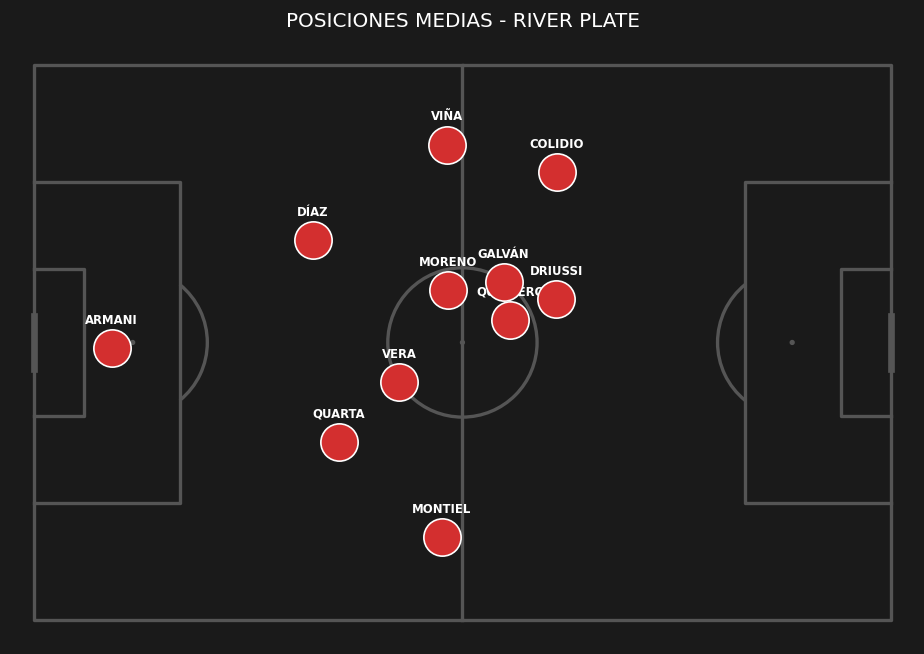 POSICIONES MEDIAS - RIVER PLATE
VIÑA
COLIDIO
DÍAZ
GALVÁN
MORENO
DRIUSSI
ARMANI
VERA
QUARTA
MONTIEL